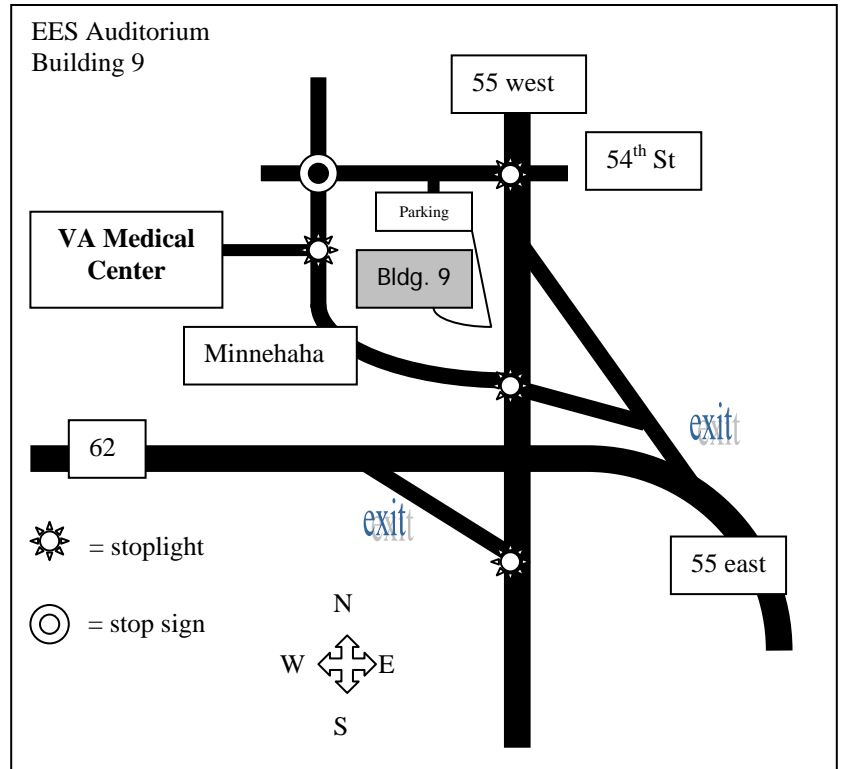 EES Auditorium
Building 9
55 west
54th St
Parking
VA Medical
Center
Bldg. 9
Minnehaha
exit
62
exit
= stoplight
55 east
= stop sign
N
W E
S